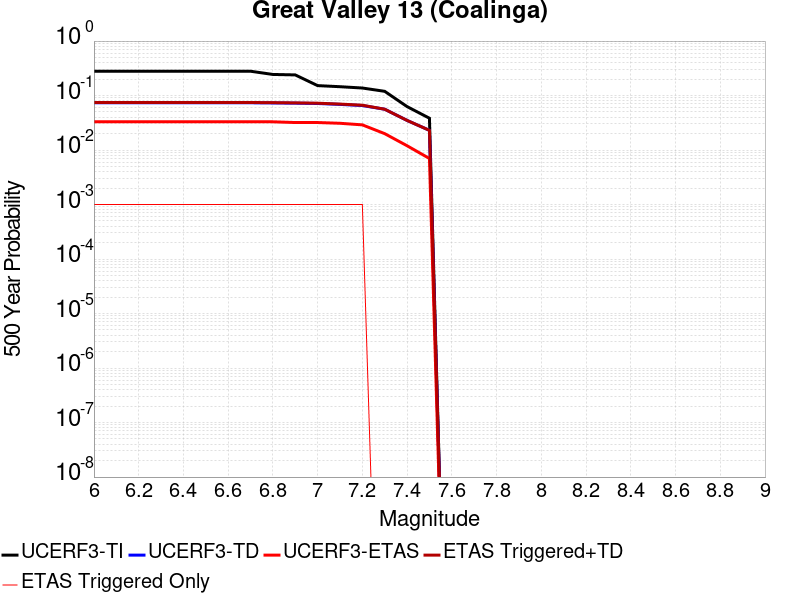 Great Valley 13 (Coalinga)
10^0
10^-1
10^-2
10^-3
10^-4
10^-5
10^-6
10^-7
10^-8
500 Year Probability
6 6.2 6.4 6.6 6.8 7 7.2 7.4 7.6 7.8 8 8.2 8.4 8.6 8.8 9
Magnitude
UCERF3-TI UCERF3-TD UCERF3-ETAS ETAS Triggered+TD
ETAS Triggered Only